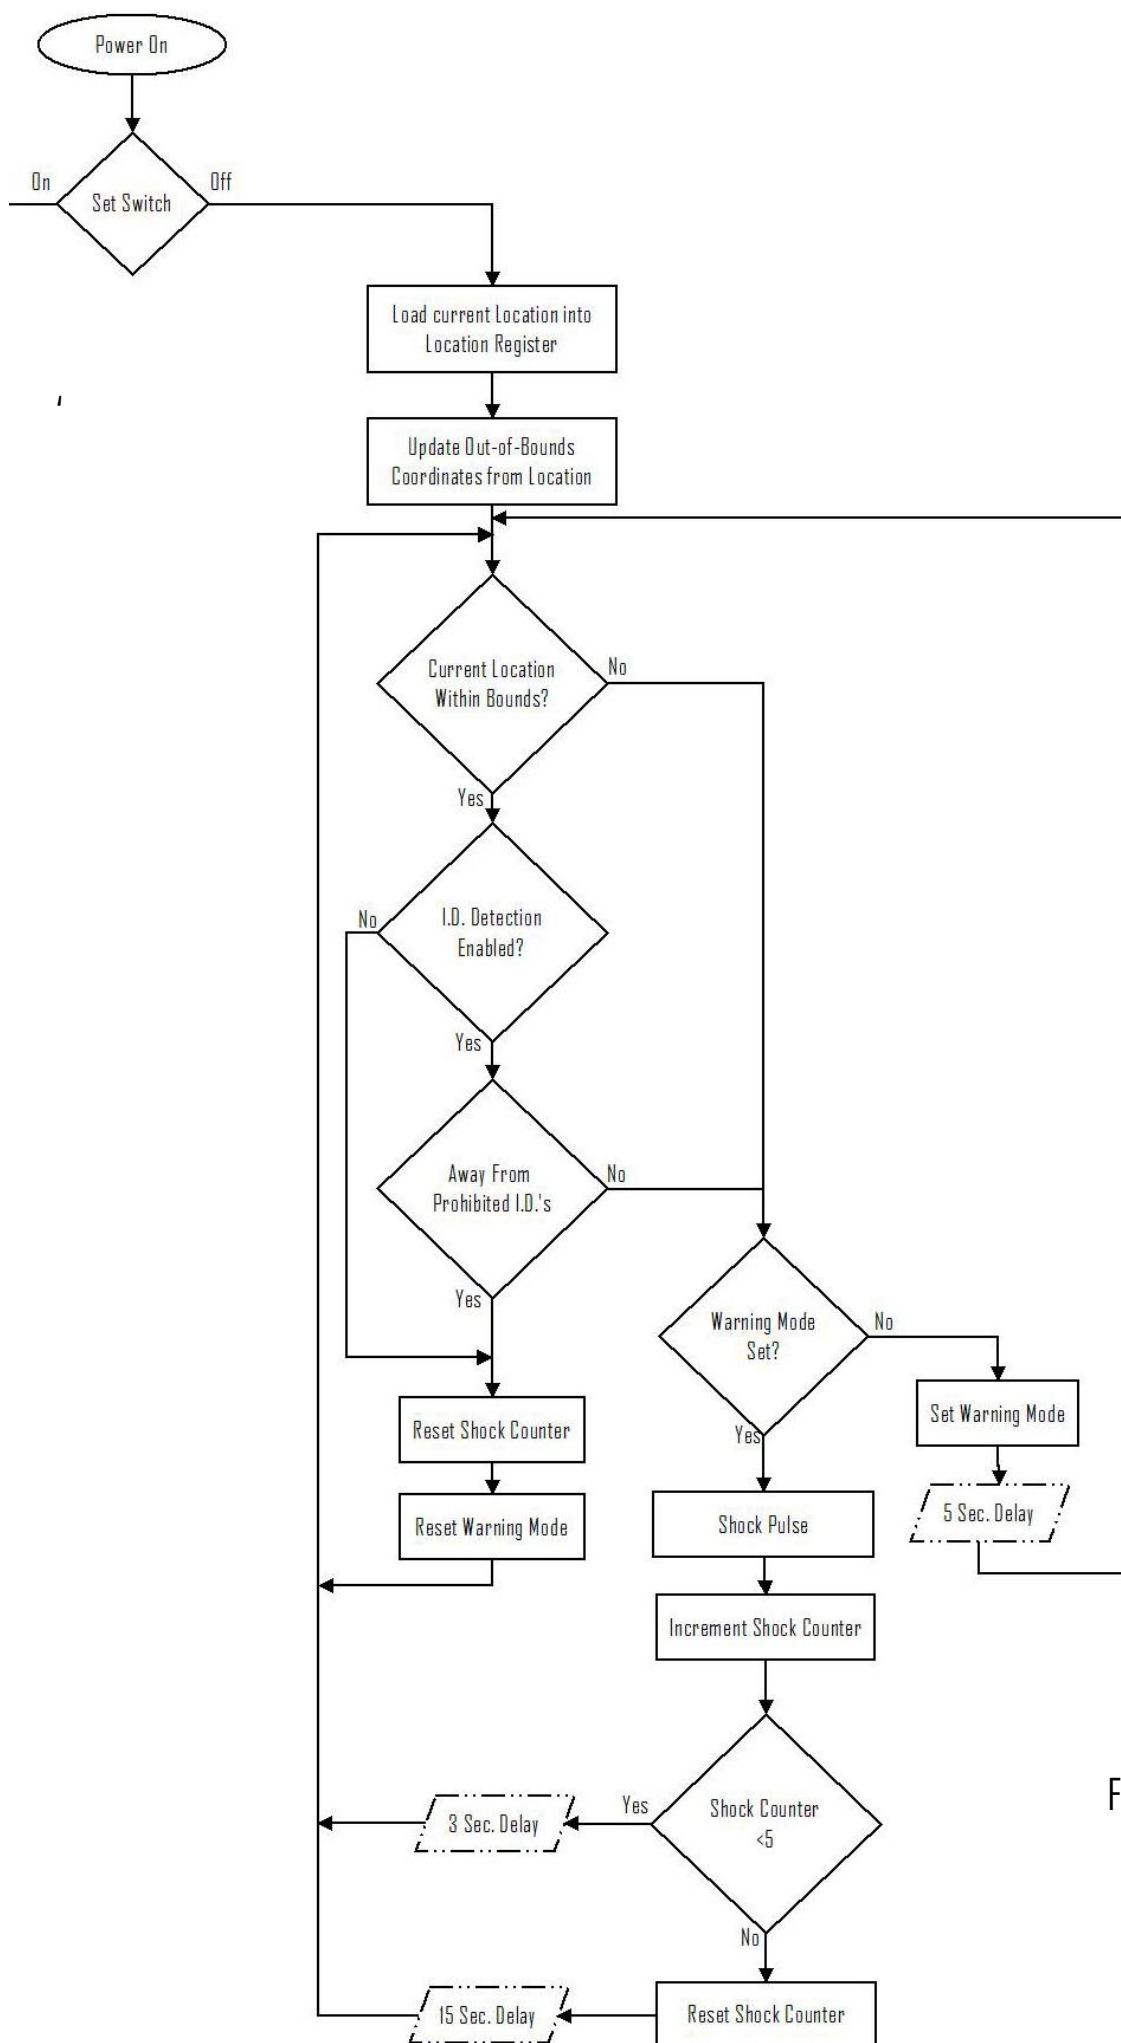 Power On
On
Set Switch
Off
Load current Location into
Location Register
Update Out-of-Bounds
Coordinates from Location
Current Location
Within Bounds?
No
Yes
I.D. Detection
Enabled?
No
Yes
Away From
Prohibited I.D.'s
No
Yes
Warning Mode
Set?
No
Yes
Set Warning Mode
5 Sec. Delay
Reset Shock Counter
Reset Warning Mode
Shock Pulse
Increment Shock Counter
Shock Counter
<5
Yes
3 Sec. Delay
No
Reset Shock Counter
15 Sec. Delay
F